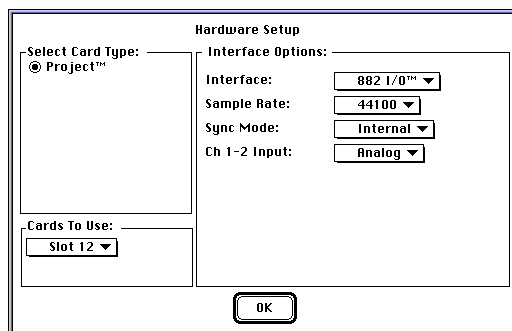 Hardware Setup
Select Card Type:
Project™
Interface Options:
Interface: 882 I/O™
Sample Rate: 44100
Sync Mode: Internal
Ch 1-2 Input: Analog
Cards To Use:
Slot 12
OK